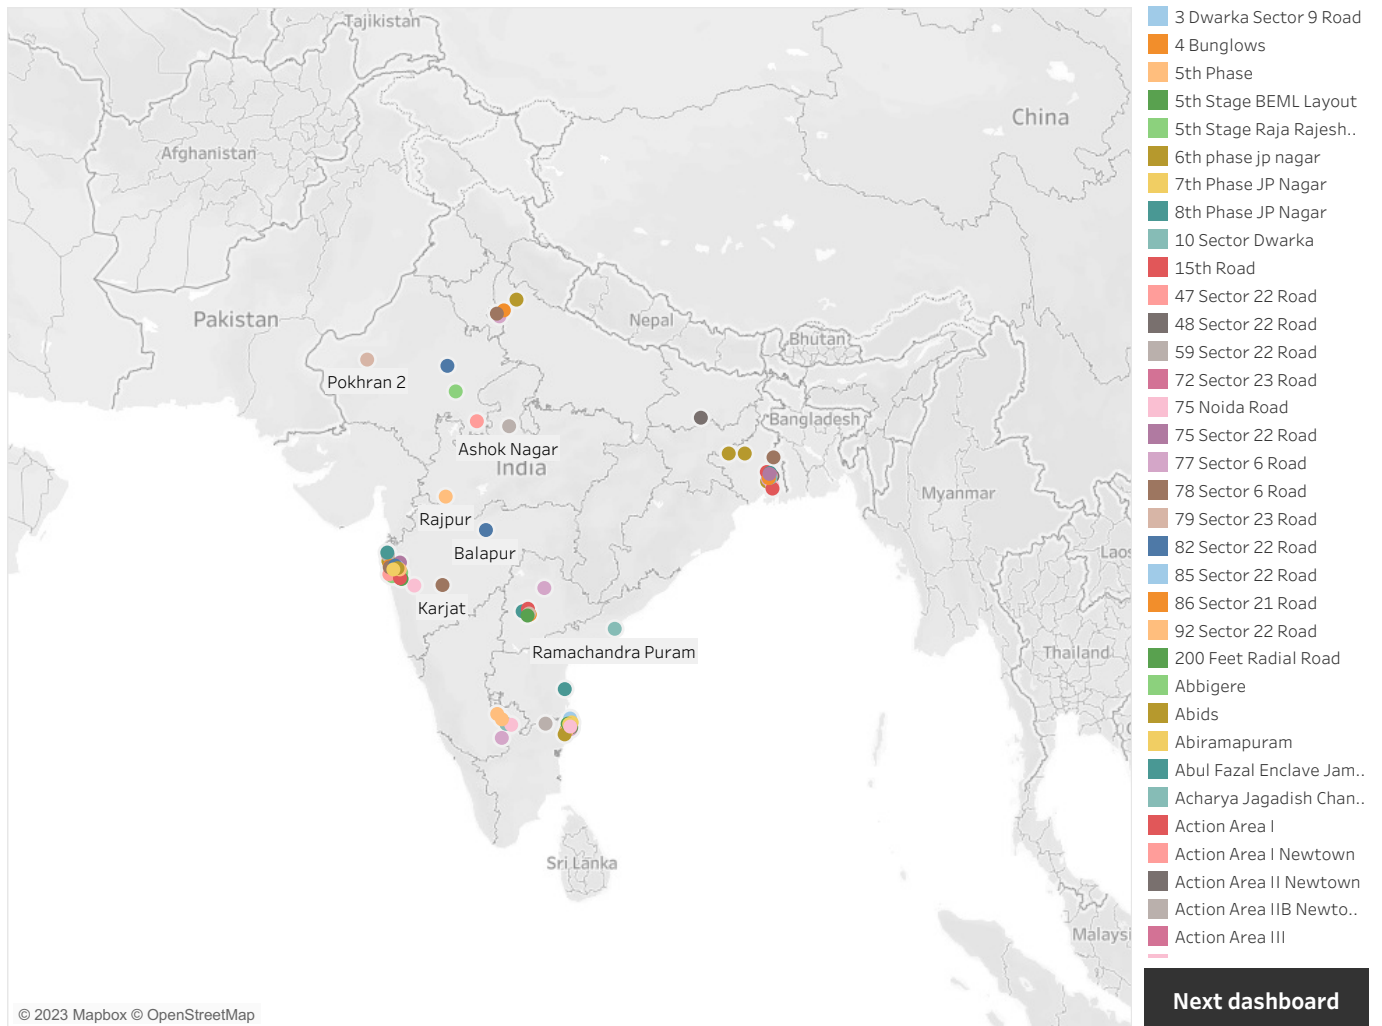 Tajikistan
China
Afghanistan
Pakistan
Nepal
Bhutan
Pokhran 2
Bangladesh
Ashok Nagar
India
Myanmar
Rajpur
Balapur
Laos
Karjat
Ramachandra Puram
Thailand
Sri Lanka
Malaysi
© 2023 Mapbox © OpenStreetMap
3 Dwarka Sector 9 Road
4 Bunglows
5th Phase
5th Stage BEML Layout
5th Stage Raja Rajesh..
6th phase jp nagar
7th Phase JP Nagar
8th Phase JP Nagar
10 Sector Dwarka
15th Road
47 Sector 22 Road
48 Sector 22 Road
59 Sector 22 Road
72 Sector 23 Road
75 Noida Road
75 Sector 22 Road
77 Sector 6 Road
78 Sector 6 Road
79 Sector 23 Road
82 Sector 22 Road
85 Sector 22 Road
86 Sector 21 Road
92 Sector 22 Road
200 Feet Radial Road
Abbigere
Abids
Abiramapuram
Abul Fazal Enclave Jam..
Acharya Jagadish Chan..
Action Area I
Action Area I Newtown
Action Area II Newtown
Action Area IIB Newto..
Action Area III
Next dashboard